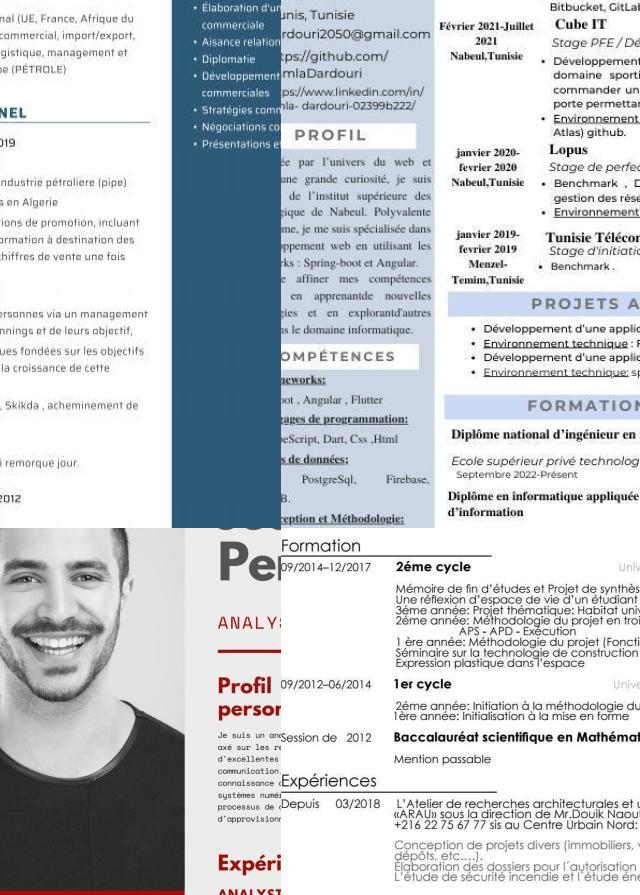 nal (UE, France, Afrique du
commercial, import/export,
gistique, management et
e (PÉTROLE)
NEL
019
ndustrie pétroliere (pipe)
s en Algerie
tions de promotion, incluant
ormation à destination des
chiffres de vente une fois
personnes via un management
nnings et de leurs objectif,
ques fondées sur les objectifs
la croissance de cette
, Skikda , acheminement de
i remorque jour.
2012
• Élaboration d'un
commerciale
• Aisance relation
• Diplomatie
• Développement
commerciales
• Stratégies comm
• Négociations co
• Présentations et
unis, Tunisie
rdouri2050@gmail.com
tps://github.com/
mlaDardouri
ps://www.linkedin.com/in/
la- dardouri-02399b222/
PROFIL
ée par l'univers du web et
une grande curiosité, je suis
de l'institut supérieure des
gique de Nabeul. Polyvalente
me, je me suis spécialisée dans
oppement web en utilisant les
rks : Spring-boot et Angular.
e affiner mes compétences
en apprenantde nouvelles
gies et en explorantd'autres
ns le domaine informatique.
OMPÉTENCES
neworks:
oot , Angular , Flutter
gages de programmation:
peScript, Dart, Css ,Html
s de données:
PostgreSql, Firebase,
B.
ception et Méthodologie:
Bitbucket, GitLa
Février 2021-Juillet
2021
Nabeul,Tunisie
Cube IT
Stage PFE / Dé
• Développement
domaine sporti
commander un
porte permettan
• Environnement
Atlas) github.
janvier 2020-
fevrier 2020
Nabeul,Tunisie
Lopus
Stage de perfec
• Benchmark , D
gestion des rése
• Environnement
janvier 2019-
fevrier 2019
Menzel-
Temim,Tunisie
Tunisie Télécom
Stage d'initiatio
• Benchmark .
PROJETS A
• Développement d'une applic
• Environnement technique : F
• Développement d'une applic
• Environnement technique: sp
FORMATION
Diplôme national d'ingénieur en
Ecole supérieur privé technolog
Septembre 2022-Présent
Diplôme en informatique appliquée
d'information
Per
ANALYS
Profil
person
Je suis un ana
axé sur les re
d'excellentes
communication
connaissance
systèmes numér
processus de
d'approvisionn
Expéri
ANALYST
Formation
09/2014–12/2017 2éme cycle Unive
Mémoire de fin d'études et Projet de synthès
Une réflexion d'espace de vie d'un étudiant
3éme année: Projet thématique: Habitat univ
2éme année: Méthodologie du projet en troi
APS - APD - Exécution
1 ère année: Méthodologie du projet (Foncti
Séminaire sur la technologie de construction
Expression plastique dans l'espace
09/2012–06/2014 1er cycle Unive
2éme année: Initiation à la méthodologie du
1ère année: Initialisation à la mise en forme
Session de 2012 Baccalauréat scientifique en Mathémat
Mention passable
Expériences
Depuis 03/2018 L'Atelier de recherches architecturales et u
«ARAU» sous la direction de Mr.Douik Naouf
+216 22 75 67 77 sis au Centre Urbain Nord:
Conception de projets divers (immobiliers, v
dépôts, etc....).
Élaboration des dossiers pour l´autorisation
L'étude de sécurité incendie et l'étude éne